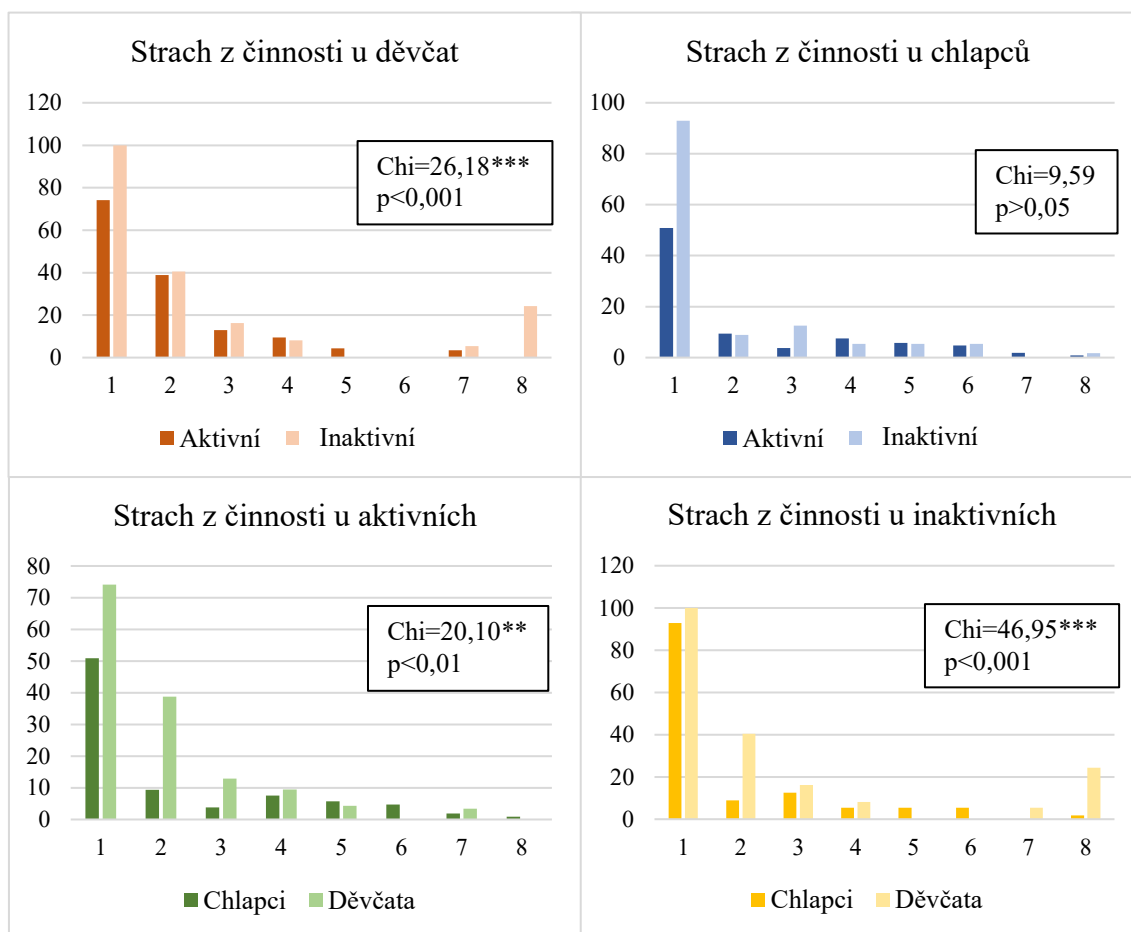 Strach z činnosti u děvčat
120
100
80
60
40
20
0
Chi=26,18***
p<0,001
1 2 3 4 5 6 7 8
Aktivní Inaktivní
Strach z činnosti u chlapců
100
80
60
40
20
0
Chi=9,59
p>0,05
1 2 3 4 5 6 7 8
Aktivní Inaktivní
Strach z činnosti u aktivních
80
70
60
50
40
30
20
10
0
Chi=20,10**
p<0,01
1 2 3 4 5 6 7 8
Chlapci Děvčata
Strach z činnosti u inaktivních
120
100
80
60
40
20
0
Chi=46,95***
p<0,001
1 2 3 4 5 6 7 8
Chlapci Děvčata